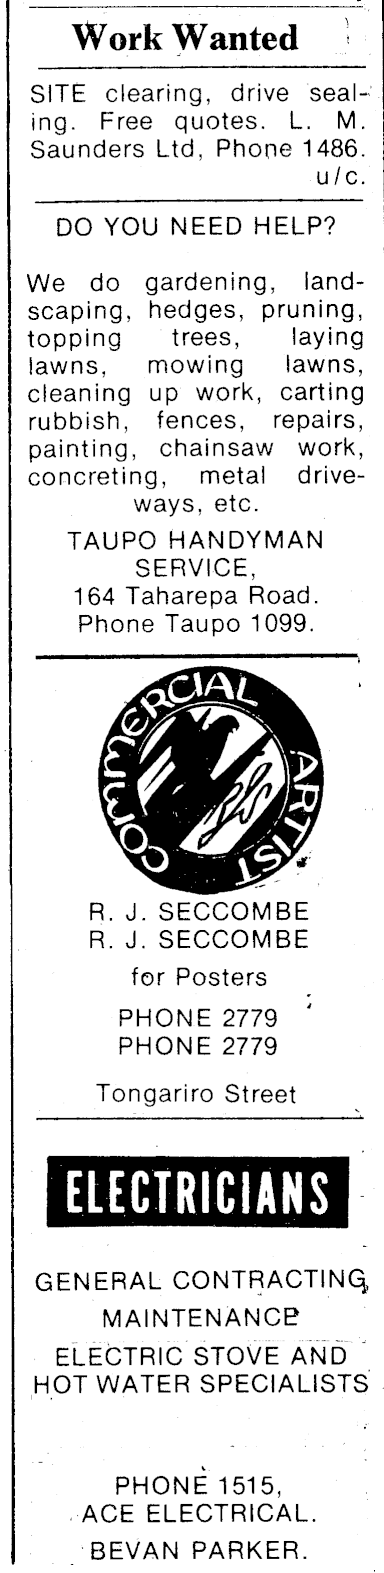 Work Wanted
SITE clearing, drive seal-
ing. Free quotes. L. M.
Saunders Ltd, Phone 1486.
u/c.
DO YOU NEED HELP?
We do gardening, land-
scaping, hedges, pruning,
topping trees, laying
lawns, mowing lawns,
cleaning up work, carting
rubbish, fences, repairs,
painting, chainsaw work,
concreting, metal drive-
ways, etc.
TAUPO HANDYMAN
SERVICE,
164 Taharepa Road.
Phone Taupo 1099.
COMMERCIAL ARTIST
R. J. SECCOMBE
R. J. SECCOMBE
for Posters
PHONE 2779
PHONE 2779
Tongariro Street
ELECTRICIANS
GENERAL CONTRACTING,
MAINTENANCE
ELECTRIC STOVE AND
HOT WATER SPECIALISTS
PHONE 1515,
ACE ELECTRICAL.
BEVAN PARKER.